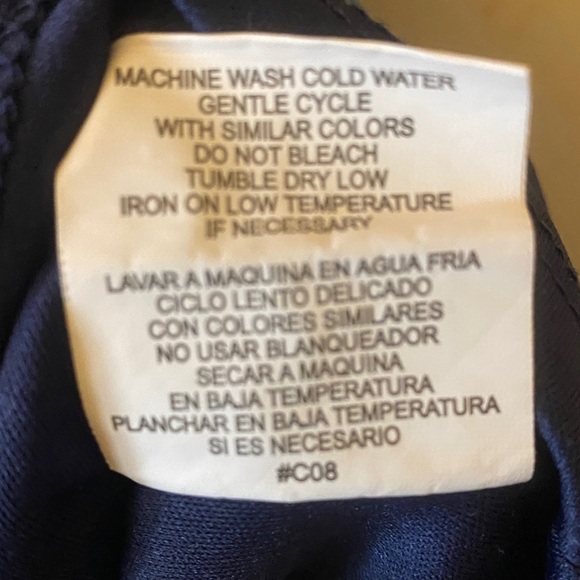 MACHINE WASH COLD WATER
GENTLE CYCLE
WITH SIMILAR COLORS
DO NOT BLEACH
TUMBLE DRY LOW
IRON ON LOW TEMPERATURE
IF NECESSARY
LAVAR A MAQUINA EN AGUA FRIA
CICLO LENTO DELICADO
CON COLORES SIMILARES
NO USAR BLANQUEADOR
SECAR A MAQUINA
EN BAJA TEMPERATURA
PLANCHAR EN BAJA TEMPERATURA
SI ES NECESARIO
#C08